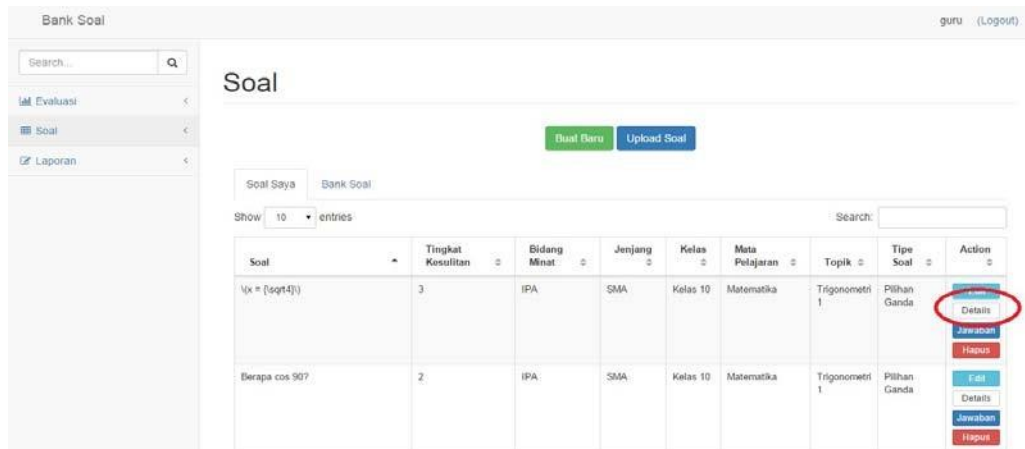 Bank Soal
guru (Logout)
Search...
Evaluasi
Soal
Laporan
Soal
Buat Baru
Upload Soal
Soal Saya
Bank Soal
Show 10 entries
Search:
Soal
Tingkat
Kesulitan
Bidang
Minat
Jenjang
Kelas
Mata
Pelajaran
Topik
Tipe
Soal
Action
\(x = {\sqrt4}\)
3
IPA
SMA
Kelas 10
Matematika
Trigonometri
1
Pilihan
Ganda
Details
Jawaban
Hapus
Berapa cos 90?
2
IPA
SMA
Kelas 10
Matematika
Trigonometri
1
Pilihan
Ganda
Edit
Details
Jawaban
Hapus